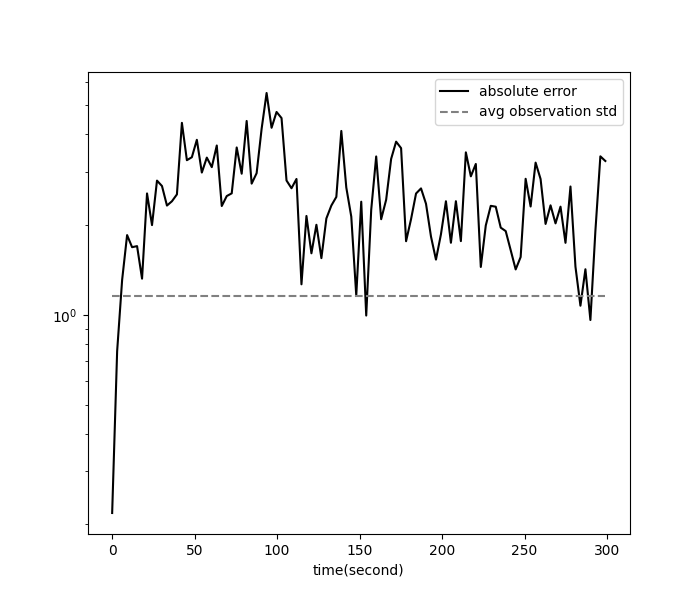 absolute error
avg observation std
10⁰
0 50 100 150 200 250 300
time(second)